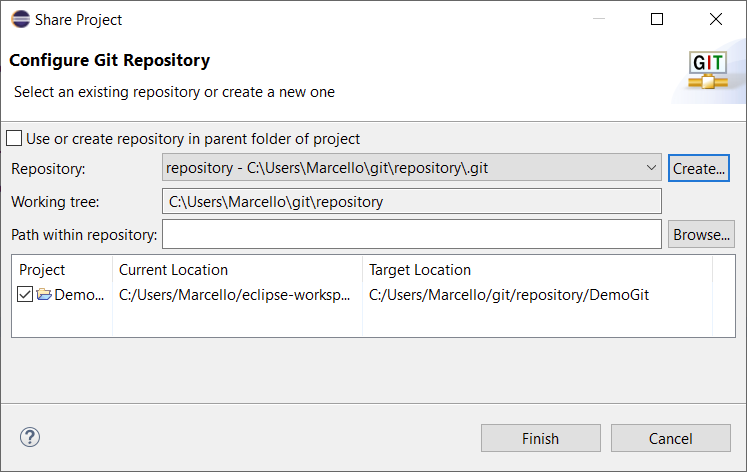 Share Project
Configure Git Repository
Select an existing repository or create a new one
GIT
Use or create repository in parent folder of project
Repository: repository - C:\Users\Marcello\git\repository\.git Create...
Working tree: C:\Users\Marcello\git\repository
Path within repository: Browse...
Project Current Location Target Location
Demo... C:/Users/Marcello/eclipse-worksp... C:/Users/Marcello/git/repository/DemoGit
? Finish Cancel